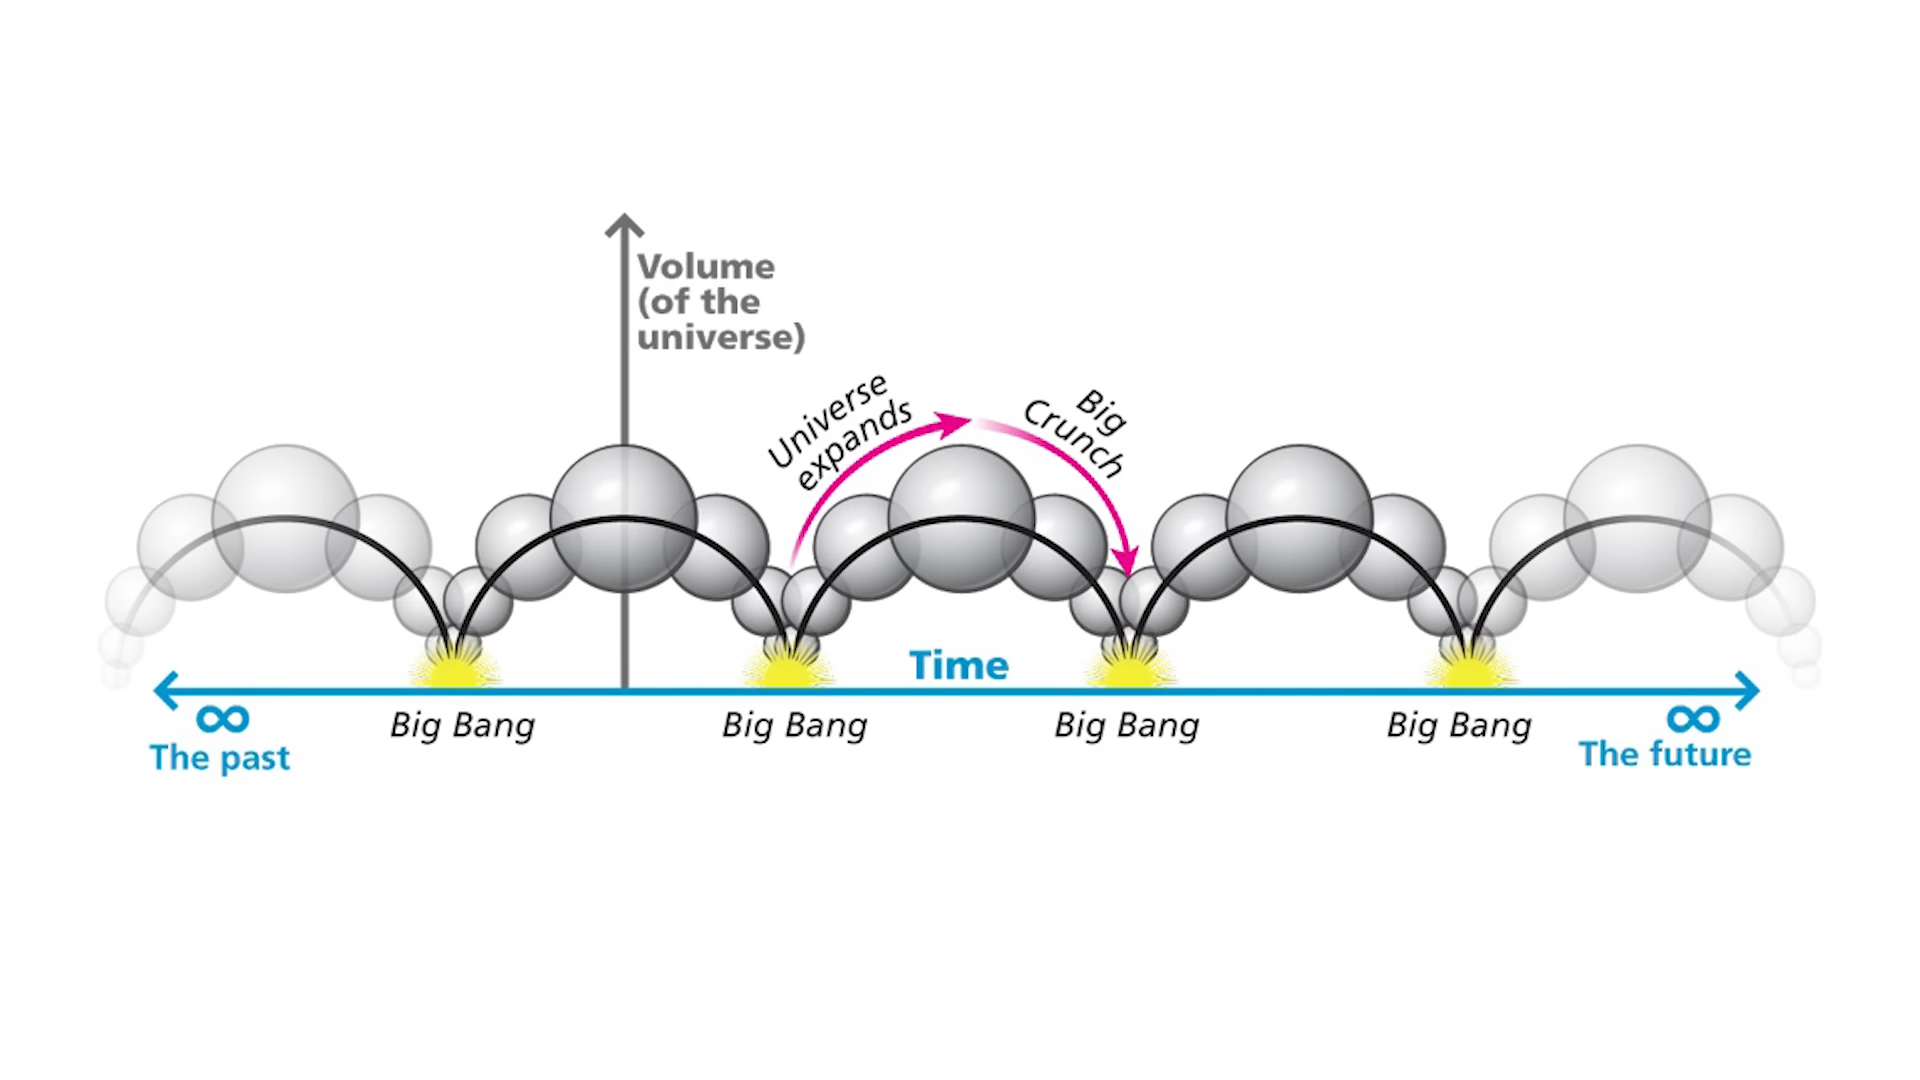 Volume
(of the
universe)
Universe
expands
Big
Crunch
Time
∞
The past
Big Bang
Big Bang
Big Bang
Big Bang
∞
The future